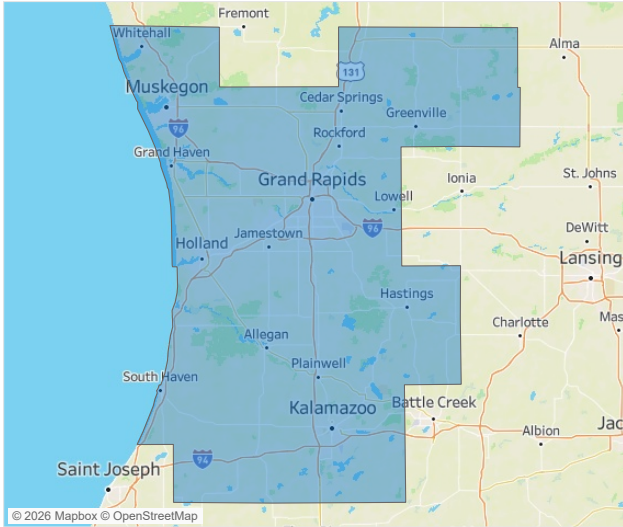 Fremont
Whitehall
Alma
131
Muskegon
Cedar Springs
Greenville
96
Rockford
Grand Haven
Grand Rapids
Ionia
St. Johns
Lowell
96
Jamestown
DeWitt
Holland
Lansing
Hastings
Charlotte
Mas
Allegan
Plainwell
South Haven
Kalamazoo
Battle Creek
Albion
Jac
94
Saint Joseph
© 2026 Mapbox © OpenStreetMap